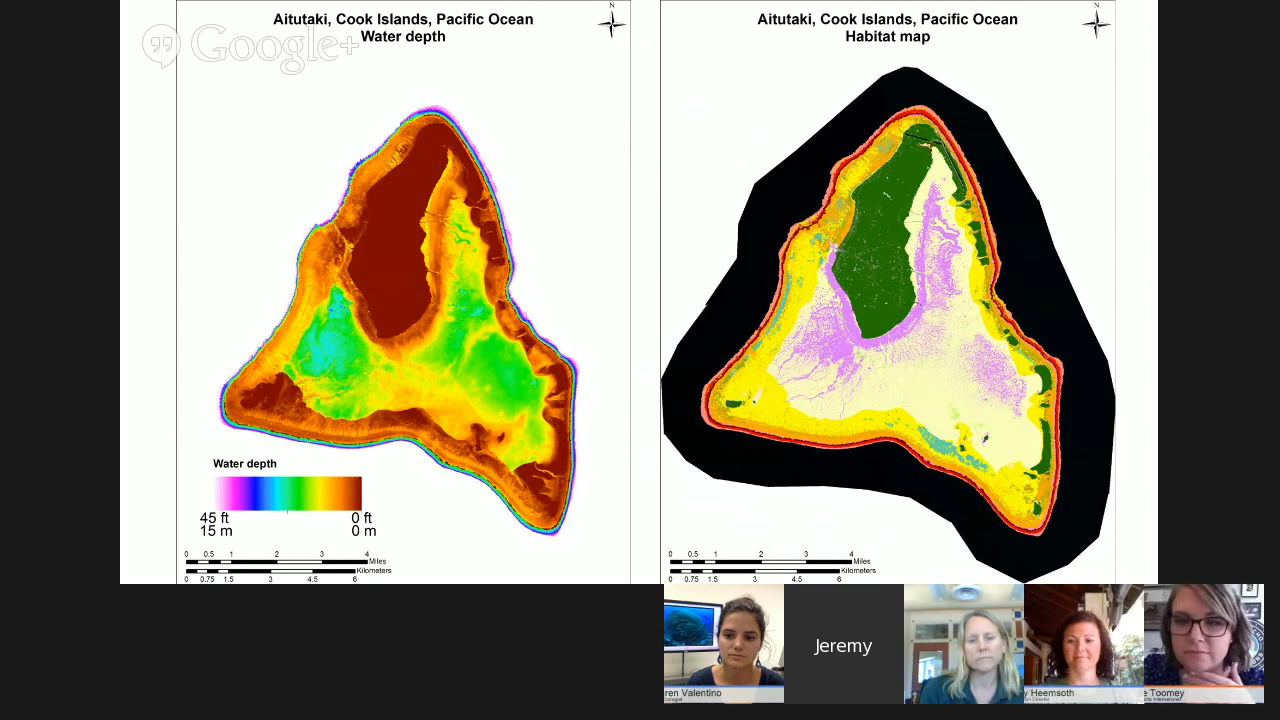 Google+
N
Aitutaki, Cook Islands, Pacific Ocean
Water depth
Water depth
45 ft 0 ft
15 m 0 m
0 0.5 1 2 3 4
Miles
Kilometers
0 0.75 1.5 3 4.5 6
N
Aitutaki, Cook Islands, Pacific Ocean
Habitat map
0 0.5 1 2 3 4
Miles
Kilometers
0 0.75 1.5 3 4.5 6
ren Valentino
Jeremy
y Heemsoth
e Toomey